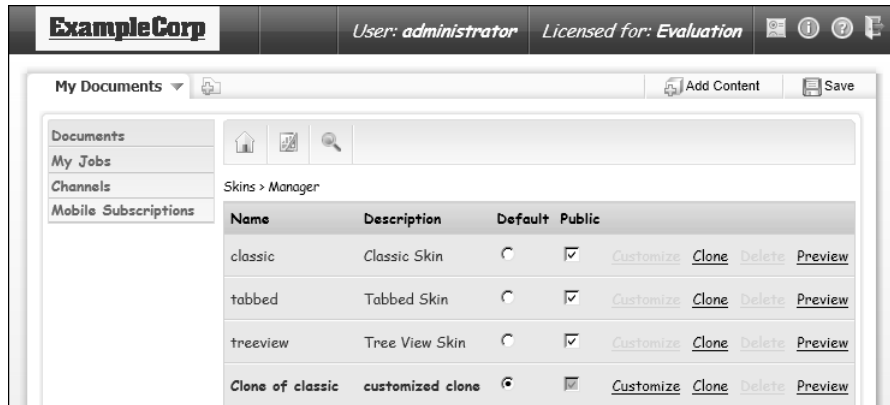 ExampleCorp User: administrator Licensed for: Evaluation
My Documents Add Content Save
Documents
My Jobs
Channels
Mobile Subscriptions
Skins > Manager
Name Description Default Public
classic Classic Skin Customize Clone Delete Preview
tabbed Tabbed Skin Customize Clone Delete Preview
treeview Tree View Skin Customize Clone Delete Preview
Clone of classic customized clone Customize Clone Delete Preview